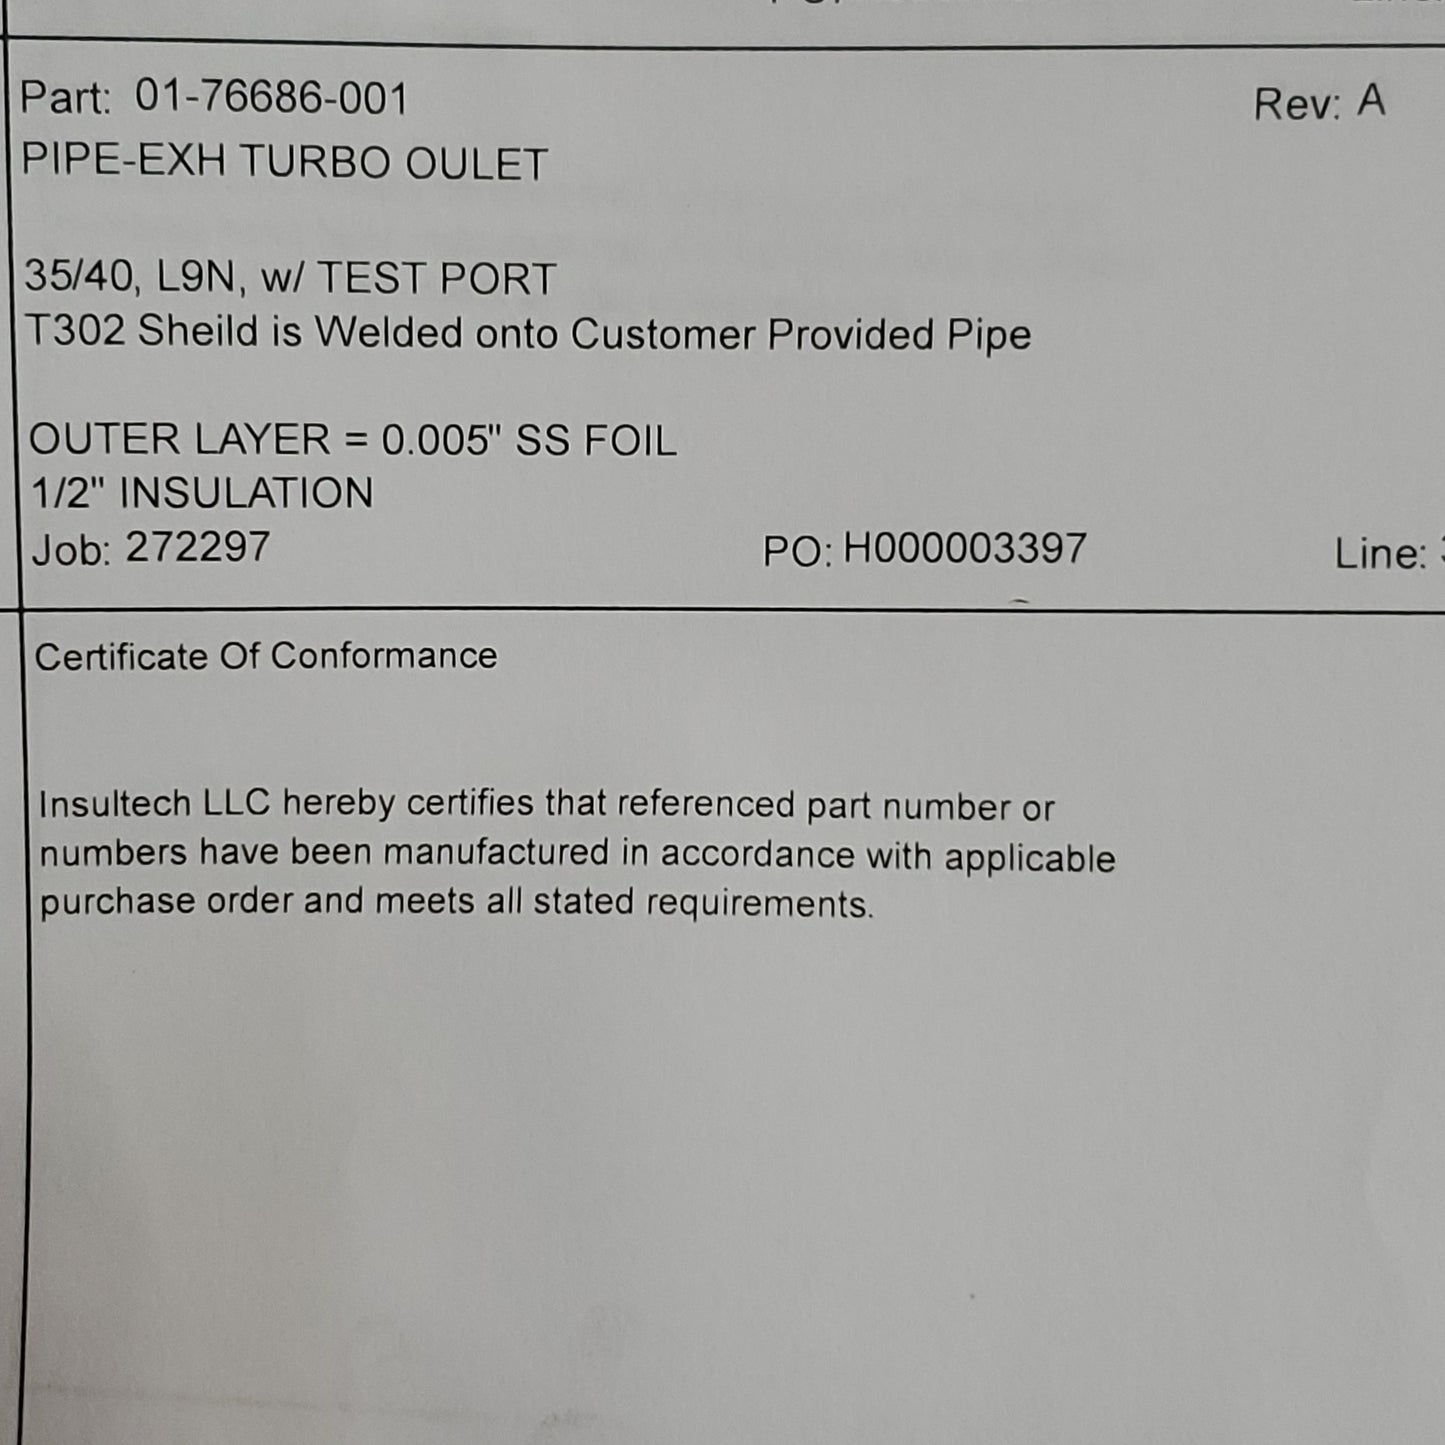 Part: 01-76686-001 Rev: A
PIPE-EXH TURBO OULET
35/40, L9N, w/ TEST PORT
T302 Sheild is Welded onto Customer Provided Pipe
OUTER LAYER = 0.005" SS FOIL
1/2" INSULATION
Job: 272297 PO: H000003397 Line:
Certificate Of Conformance
Insultech LLC hereby certifies that referenced part number or
numbers have been manufactured in accordance with applicable
purchase order and meets all stated requirements.